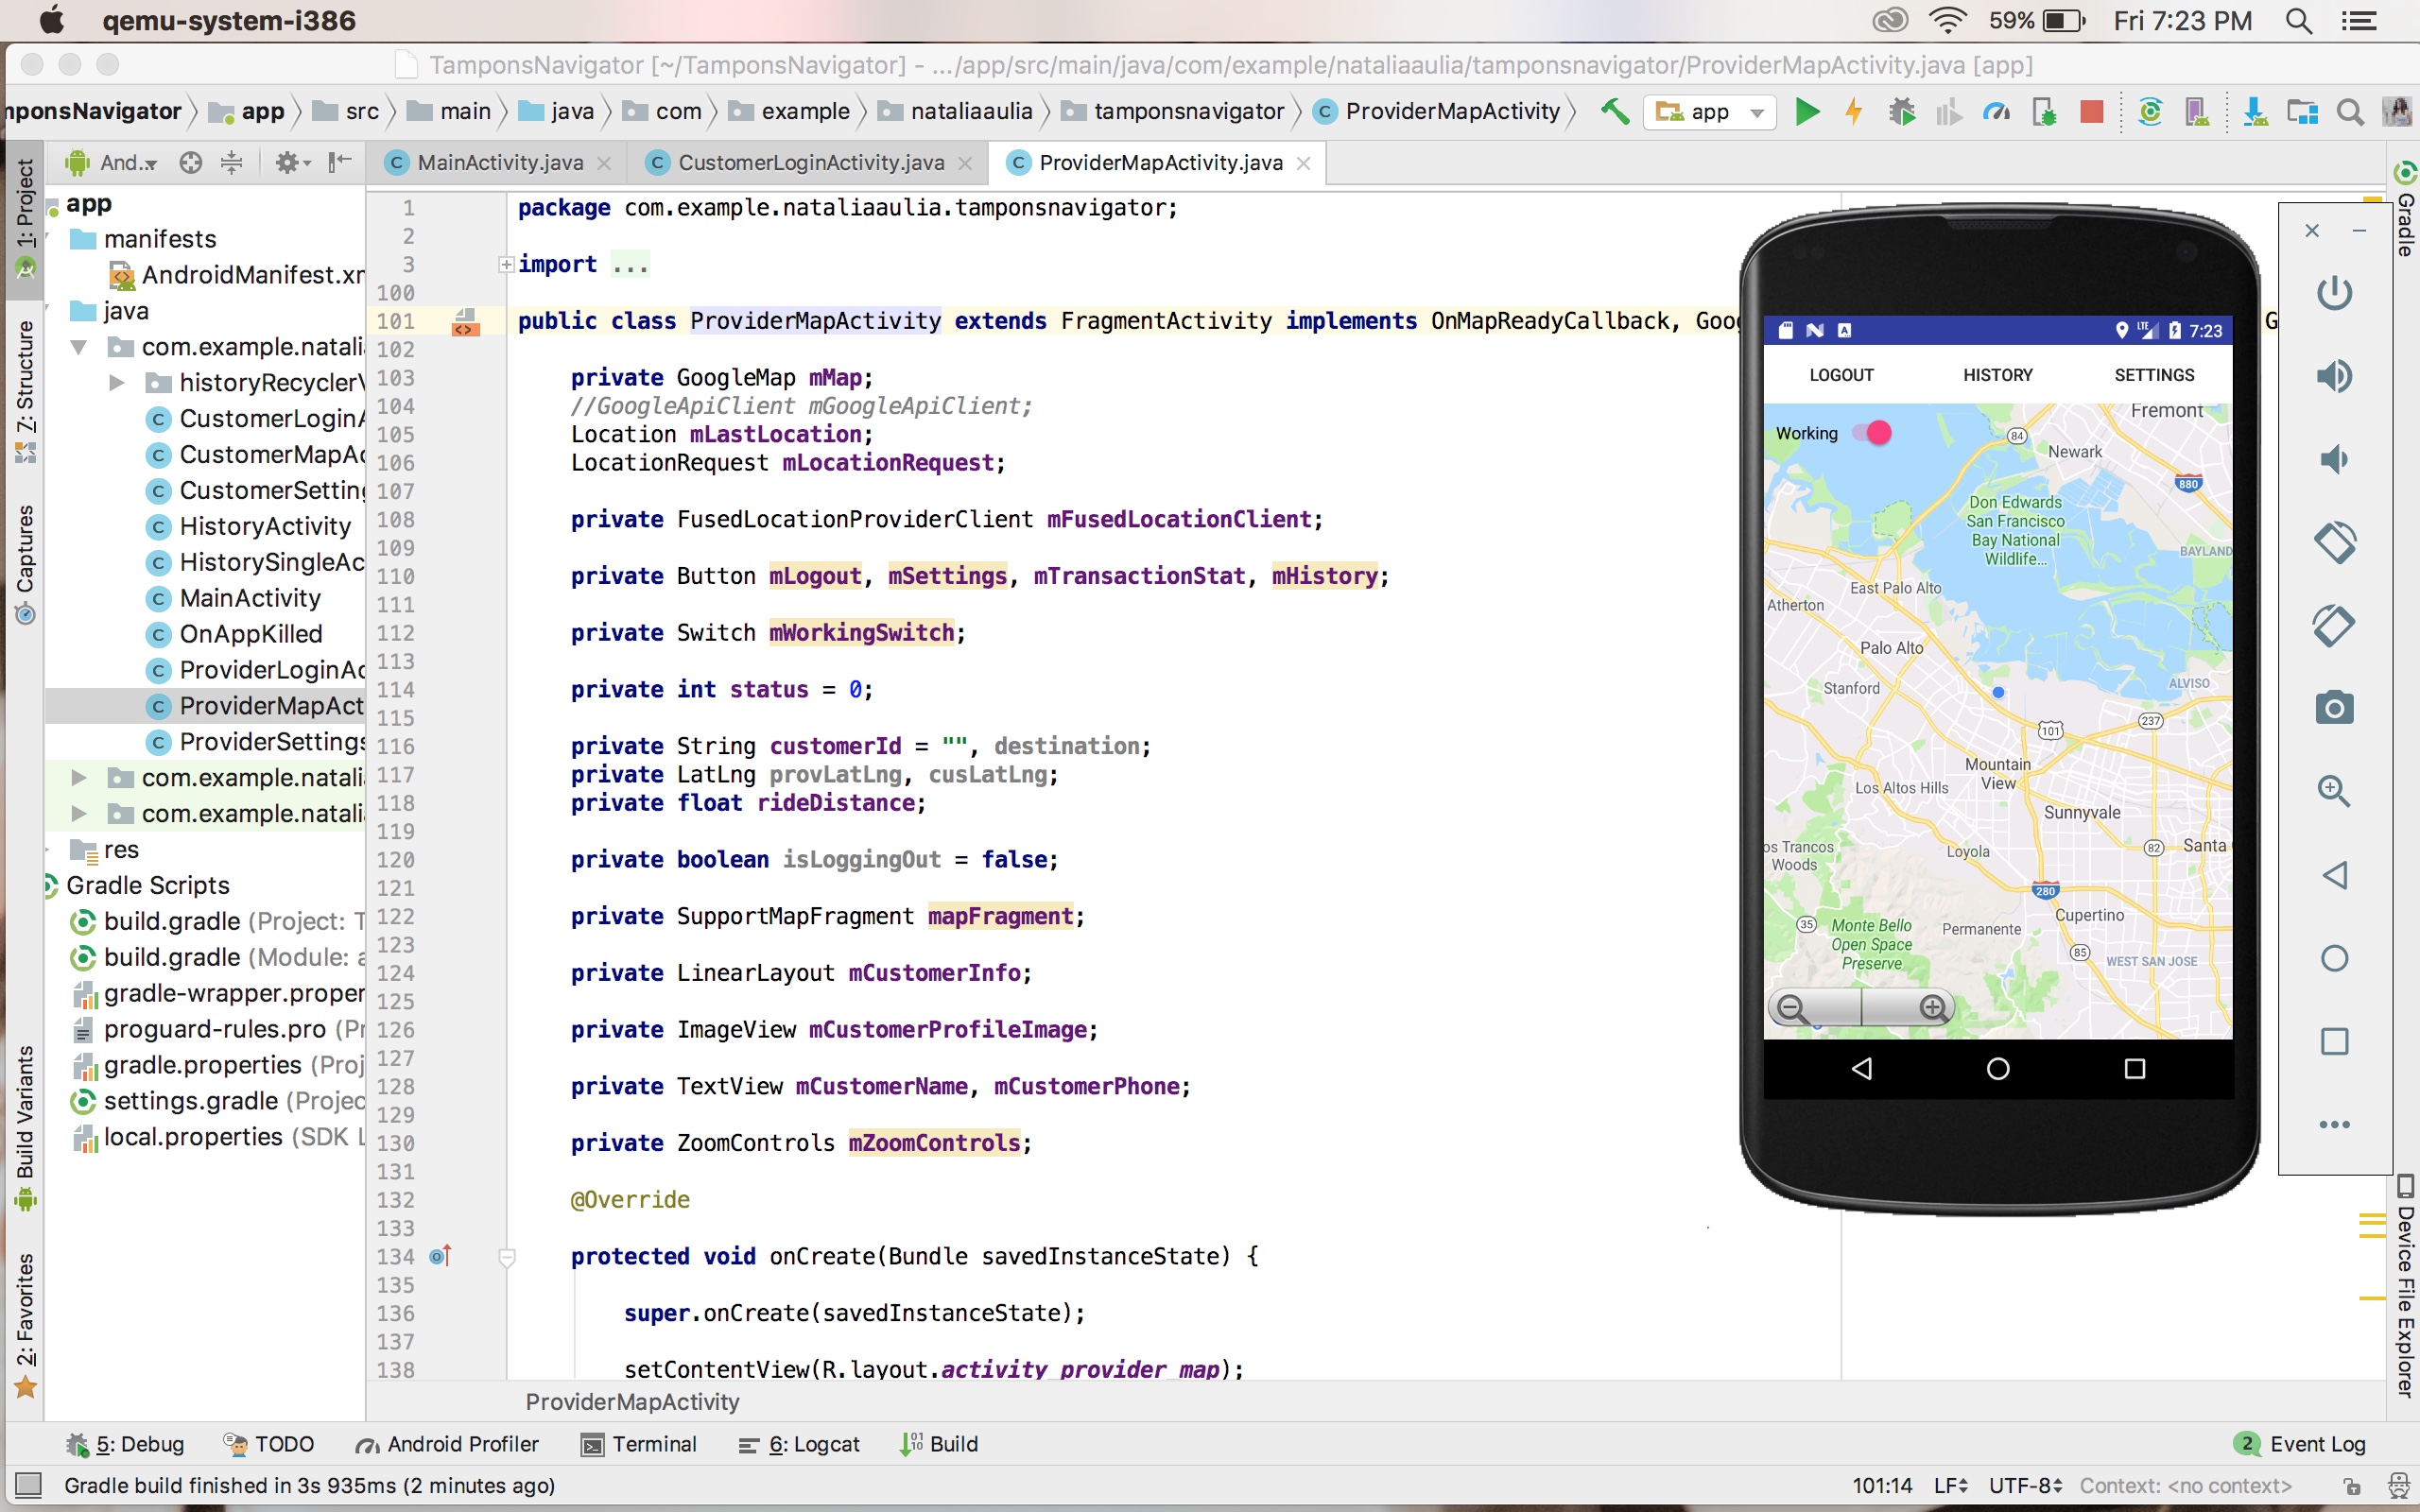 qemu-system-i386
59%
Fri 7:23 PM
TamponsNavigator [~/TamponsNavigator] - .../app/src/main/java/com/example/nataliaaulia/tamponsnavigator/ProviderMapActivity.java [app]
nponsNavigator
app
src
main
java
com
example
nataliaaulia
tamponsnavigator
ProviderMapActivity
app
And...
MainActivity.java
CustomerLoginActivity.java
ProviderMapActivity.java
1: Project
7: Structure
Captures
Build Variants
2: Favorites
app
manifests
AndroidManifest.xr
java
com.example.natali
historyRecyclerV
CustomerLoginA
CustomerMapAc
CustomerSetting
HistoryActivity
HistorySingleAc
MainActivity
OnAppKilled
ProviderLoginAc
ProviderMapAct
ProviderSettings
com.example.natali
com.example.natali
res
Gradle Scripts
build.gradle (Project: T
build.gradle (Module: a
gradle-wrapper.proper
proguard-rules.pro (Pr
gradle.properties (Proj
settings.gradle (Projec
local.properties (SDK L
1 package com.example.nataliaaulia.tamponsnavigator;
2
3 import ...
100
101 public class ProviderMapActivity extends FragmentActivity implements OnMapReadyCallback, Goog G
102
103 private GoogleMap mMap;
104 //GoogleApiClient mGoogleApiClient;
105 Location mLastLocation;
106 LocationRequest mLocationRequest;
107
108 private FusedLocationProviderClient mFusedLocationClient;
109
110 private Button mLogout, mSettings, mTransactionStat, mHistory;
111
112 private Switch mWorkingSwitch;
113
114 private int status = 0;
115
116 private String customerId = "", destination;
117 private LatLng provLatLng, cusLatLng;
118 private float rideDistance;
119
120 private boolean isLoggingOut = false;
121
122 private SupportMapFragment mapFragment;
123
124 private LinearLayout mCustomerInfo;
125
126 private ImageView mCustomerProfileImage;
127
128 private TextView mCustomerName, mCustomerPhone;
129
130 private ZoomControls mZoomControls;
131
132 @Override
133
134 protected void onCreate(Bundle savedInstanceState) {
135
136 super.onCreate(savedInstanceState);
137
138 setContentView(R.layout.activity_provider_map);
ProviderMapActivity
LTE 7:23
LOGOUT HISTORY SETTINGS
Working
Fremont
84
Newark
880
Don Edwards
San Francisco
Bay National
Wildlife...
BAYLAND
East Palo Alto
Atherton
Palo Alto
Stanford
ALVISO
237
101
Mountain
View
Los Altos Hills
Sunnyvale
os Trancos
Woods
Loyola
82
Santa
280
Cupertino
35
Monte Bello
Open Space
Preserve
Permanente
85
WEST SAN JOSE
Gradle
Device File Explorer
5: Debug
TODO
Android Profiler
Terminal
6: Logcat
Build
2 Event Log
Gradle build finished in 3s 935ms (2 minutes ago)
101:14 LF UTF-8 Context: <no context>